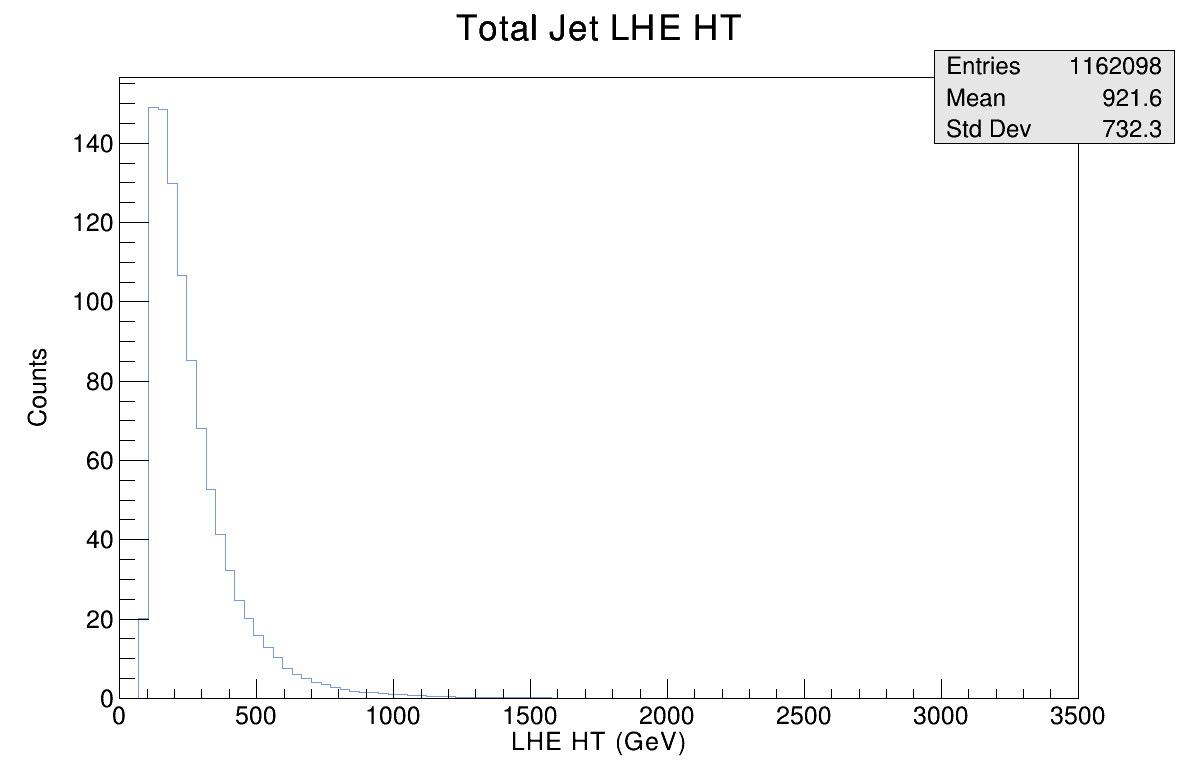 Total Jet LHE HT
Entries 1162098
Mean 921.6
Std Dev 732.3
140
120
100
80
60
40
20
0
Counts
0 500 1000 1500 2000 2500 3000 3500
LHE HT (GeV)